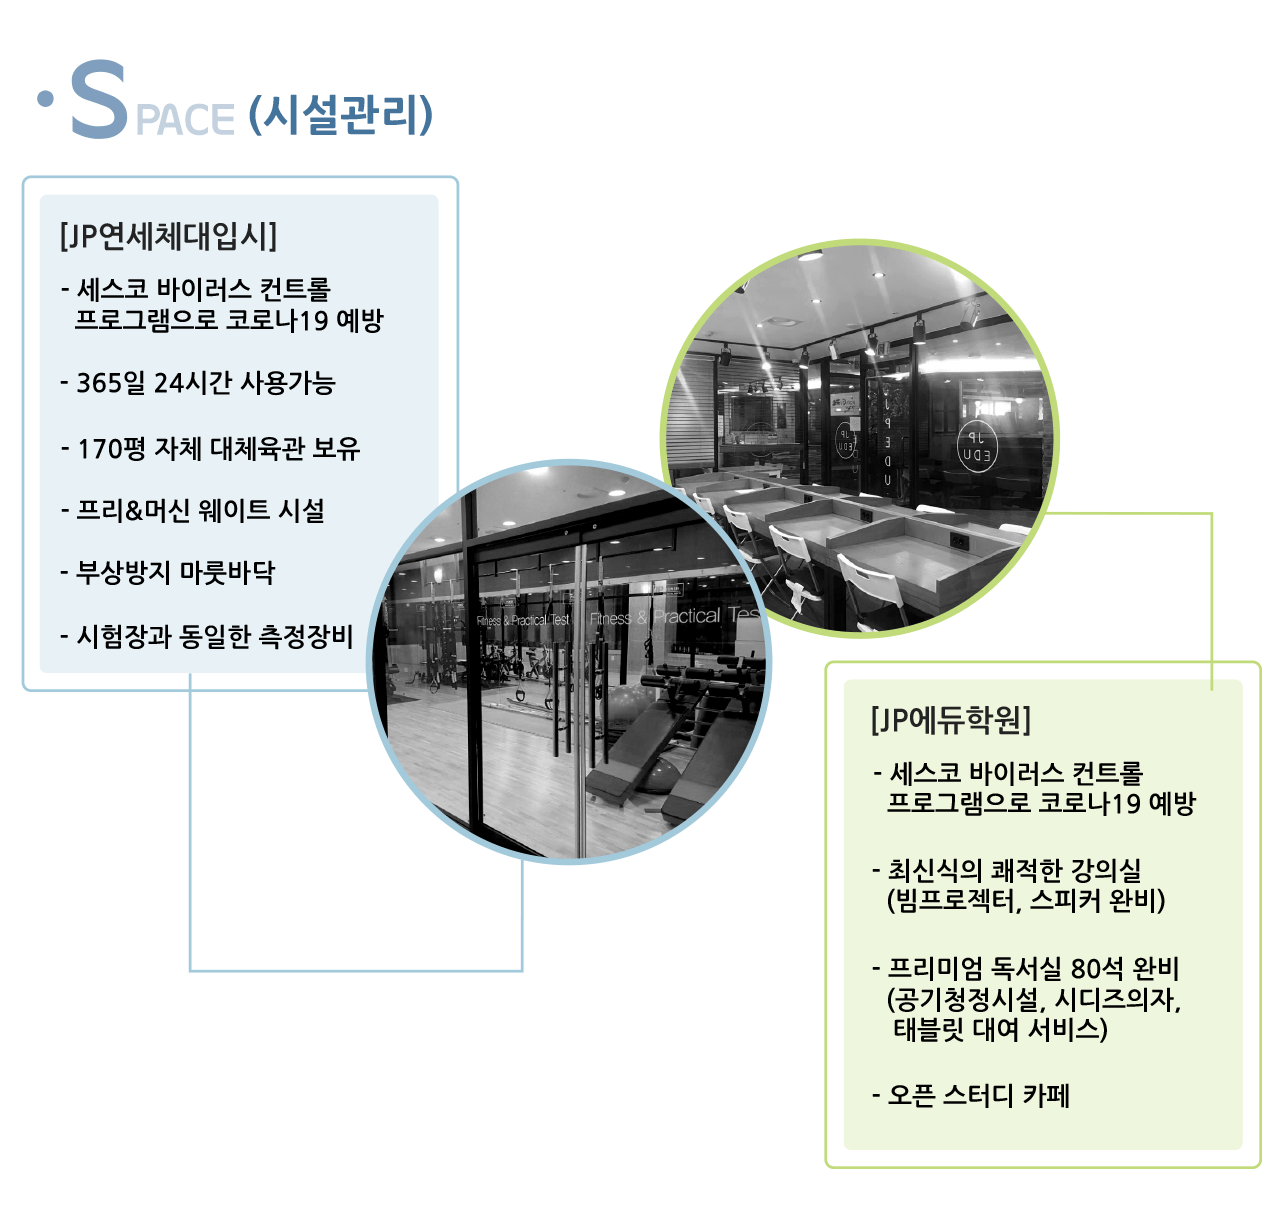 • SPACE (시설관리)
[JP연세체대입시]
- 세스코 바이러스 컨트롤
프로그램으로 코로나19 예방
- 365일 24시간 사용가능
- 170평 자체 대체육관 보유
- 프리&머신 웨이트 시설
- 부상방지 마룻바닥
- 시험장과 동일한 측정장비
JP
EDU
J
P
E
D
U
JP
EDU
Fitness & Practical Test
Fitness & Practical Tes
[JP에듀학원]
- 세스코 바이러스 컨트롤
프로그램으로 코로나19 예방
- 최신식의 쾌적한 강의실
(빔프로젝터, 스피커 완비)
- 프리미엄 독서실 80석 완비
(공기청정시설, 시디즈의자,
태블릿 대여 서비스)
- 오픈 스터디 카페